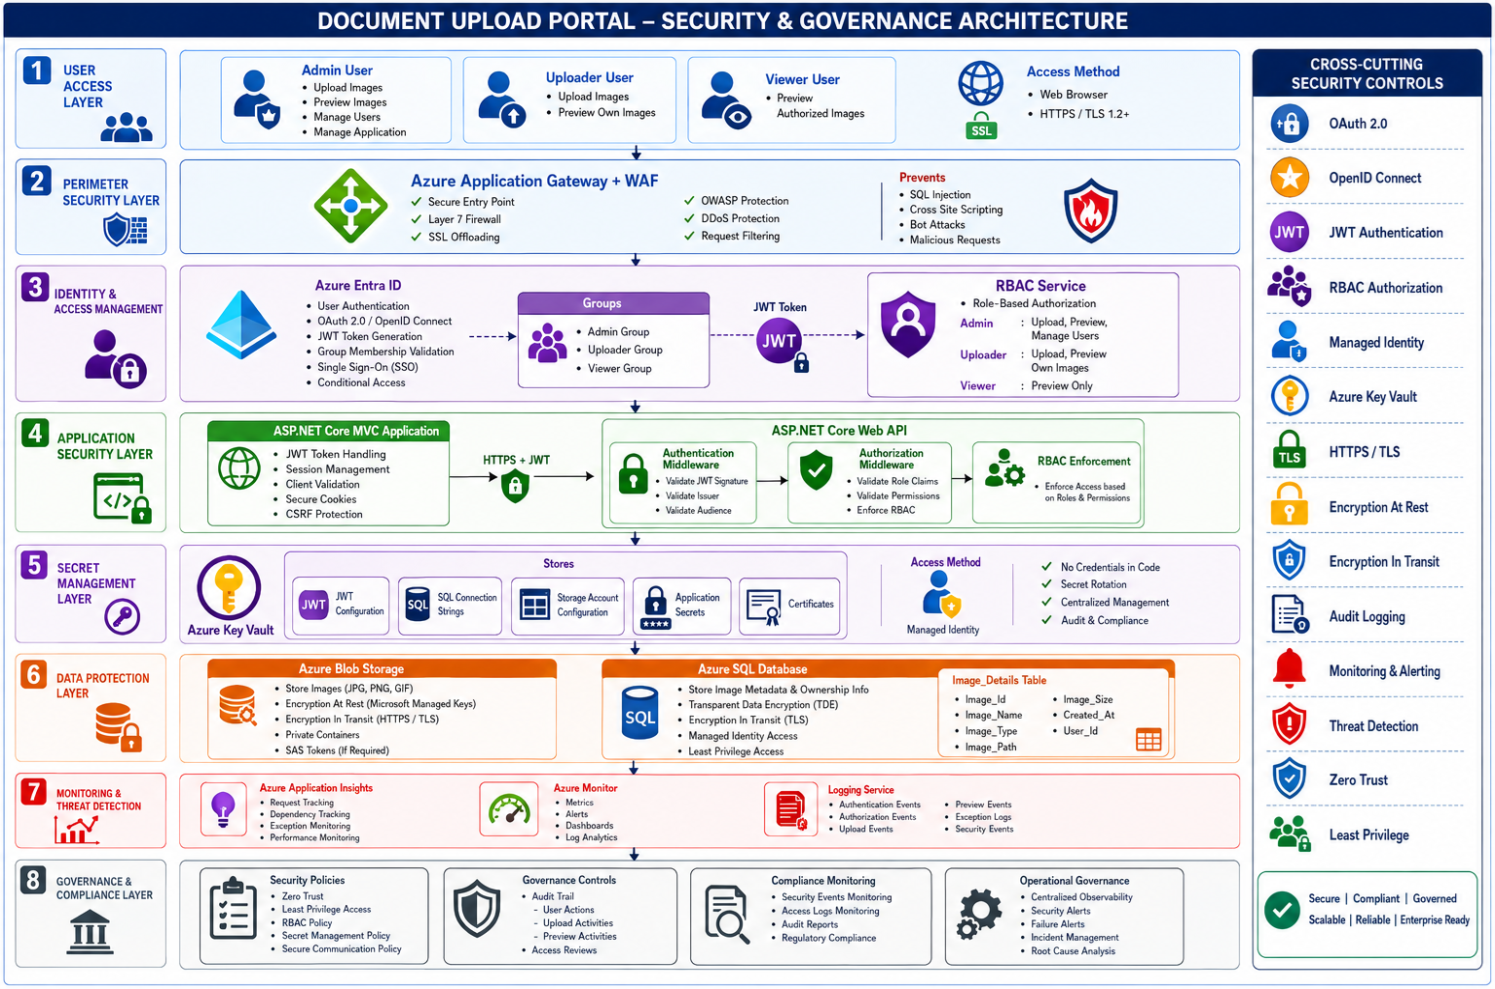 DOCUMENT UPLOAD PORTAL – SECURITY & GOVERNANCE ARCHITECTURE
1
USER
ACCESS
LAYER
Admin User
• Upload Images
• Preview Images
• Manage Users
• Manage Application
Uploader User
• Upload Images
• Preview Own Images
Viewer User
• Preview
Authorized Images
SSL
Access Method
• Web Browser
• HTTPS / TLS 1.2+
2
PERIMETER
SECURITY LAYER
Azure Application Gateway + WAF
✓ Secure Entry Point
✓ Layer 7 Firewall
✓ SSL Offloading
✓ OWASP Protection
✓ DDoS Protection
✓ Request Filtering
Prevents
• SQL Injection
• Cross Site Scripting
• Bot Attacks
• Malicious Requests
3
IDENTITY &
ACCESS MANAGEMENT
Azure Entra ID
• User Authentication
• OAuth 2.0 / OpenID Connect
• JWT Token Generation
• Group Membership Validation
• Single Sign-On (SSO)
• Conditional Access
Groups
• Admin Group
• Uploader Group
• Viewer Group
JWT Token
JWT
RBAC Service
• Role-Based Authorization
Admin : Upload, Preview,
Manage Users
Uploader : Upload, Preview
Own Images
Viewer : Preview Only
4
APPLICATION
SECURITY LAYER
ASP.NET Core MVC Application
• JWT Token Handling
• Session Management
• Client Validation
• Secure Cookies
• CSRF Protection
HTTPS + JWT
ASP.NET Core Web API
Authentication
Middleware
• Validate JWT Signature
• Validate Issuer
• Validate Audience
Authorization
Middleware
• Validate Role Claims
• Validate Permissions
• Enforce RBAC
RBAC Enforcement
• Enforce Access based
on Roles & Permissions
5
SECRET
MANAGEMENT
LAYER
Azure Key Vault
Stores
JWT
JWT
Configuration
SQL
SQL Connection
Strings
Storage Account
Configuration
****
Application
Secrets
Certificates
Access Method
Managed Identity
✓ No Credentials in Code
✓ Secret Rotation
✓ Centralized Management
✓ Audit & Compliance
6
DATA PROTECTION
LAYER
Azure Blob Storage
• Store Images (JPG, PNG, GIF)
• Encryption At Rest (Microsoft Managed Keys)
• Encryption In Transit (HTTPS / TLS)
• Private Containers
• SAS Tokens (If Required)
Azure SQL Database
SQL
• Store Image Metadata & Ownership Info
• Transparent Data Encryption (TDE)
• Encryption In Transit (TLS)
• Managed Identity Access
• Least Privilege Access
Image_Details Table
• Image_Id
• Image_Name
• Image_Type
• Image_Path
• Image_Size
• Created_At
• User_Id
7
MONITORING &
THREAT DETECTION
Azure Application Insights
• Request Tracking
• Dependency Tracking
• Exception Monitoring
• Performance Monitoring
Azure Monitor
• Metrics
• Alerts
• Dashboards
• Log Analytics
Logging Service
• Authentication Events
• Authorization Events
• Upload Events
• Preview Events
• Exception Logs
• Security Events
8
GOVERNANCE &
COMPLIANCE LAYER
Security Policies
• Zero Trust
• Least Privilege Access
• RBAC Policy
• Secret Management Policy
• Secure Communication Policy
Governance Controls
• Audit Trail
– User Actions
– Upload Activities
– Preview Activities
• Access Reviews
Compliance Monitoring
• Security Events Monitoring
• Access Logs Monitoring
• Audit Reports
• Regulatory Compliance
Operational Governance
• Centralized Observability
• Security Alerts
• Failure Alerts
• Incident Management
• Root Cause Analysis
CROSS-CUTTING
SECURITY CONTROLS
OAuth 2.0
OpenID Connect
JWT
JWT Authentication
RBAC Authorization
Managed Identity
Azure Key Vault
TLS
HTTPS / TLS
Encryption At Rest
Encryption In Transit
Audit Logging
Monitoring & Alerting
Threat Detection
Zero Trust
Least Privilege
Secure | Compliant | Governed
Scalable | Reliable | Enterprise Ready